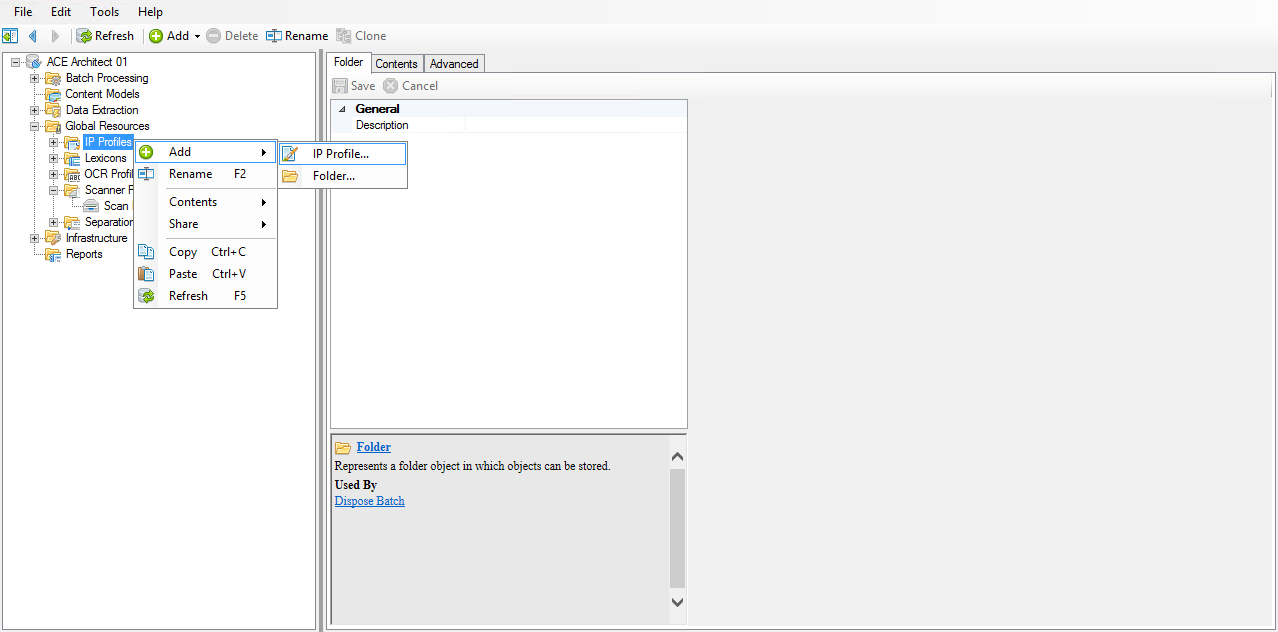 File Edit Tools Help
Refresh Add Delete Rename Clone
ACE Architect 01
Batch Processing
Content Models
Data Extraction
Global Resources
IP Profiles
Lexicons
OCR Profil
Scanner P
Scan
Separation
Infrastructure
Reports
Add
Rename F2
Contents
Share
Copy Ctrl+C
Paste Ctrl+V
Refresh F5
IP Profile...
Folder...
Folder Contents Advanced
Save Cancel
General
Description
Folder
Represents a folder object in which objects can be stored.
Used By
Dispose Batch